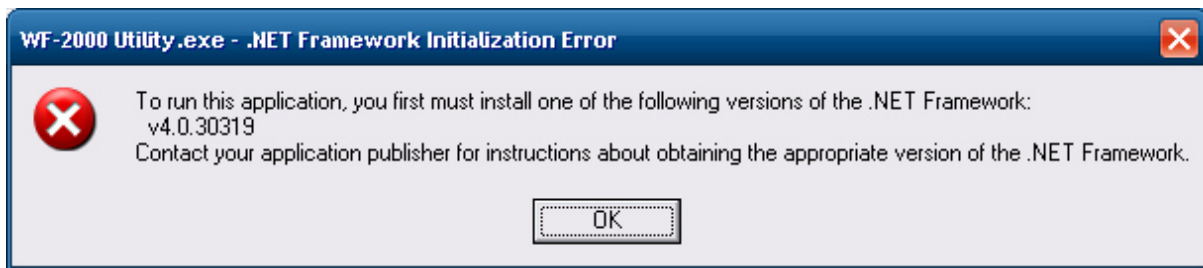 WF-2000 Utility.exe - .NET Framework Initialization Error
To run this application, you first must install one of the following versions of the .NET Framework:
v4.0.30319
Contact your application publisher for instructions about obtaining the appropriate version of the .NET Framework.
OK